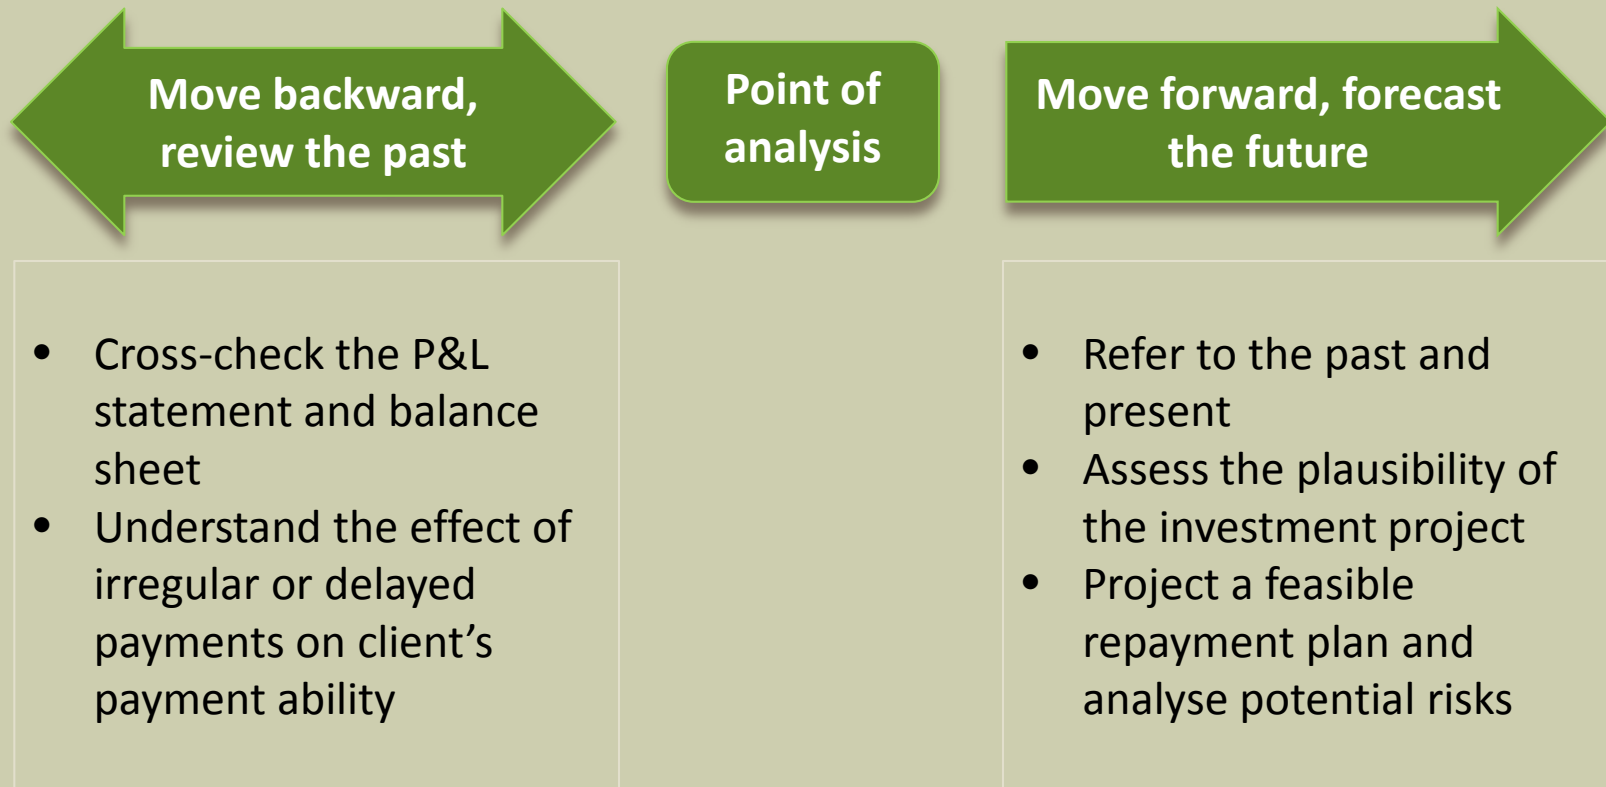 Move backward,
review the past
Point of
analysis
Move forward, forecast
the future
• Cross-check the P&L
statement and balance
sheet
• Understand the effect of
irregular or delayed
payments on client’s
payment ability
• Refer to the past and
present
• Assess the plausibility of
the investment project
• Project a feasible
repayment plan and
analyse potential risks